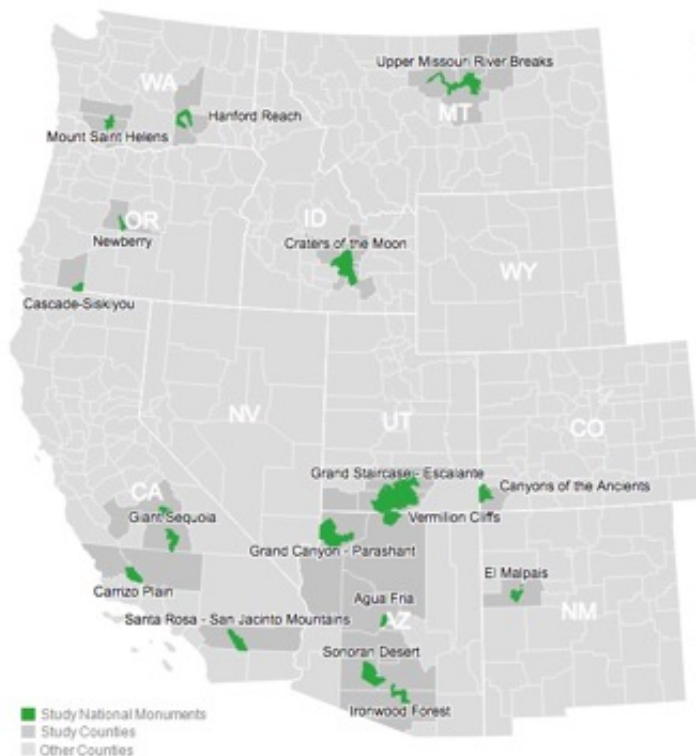 Upper Missouri River Breaks
WA
MT
Hanford Reach
Mount Saint Helens
OR
ID
Newberry
Craters of the Moon
WY
Cascade-Siskiyou
NV
UT
CO
Grand Staircase - Escalante
Canyons of the Ancients
CA
Giant Sequoia
Vermilion Cliffs
Grand Canyon - Parashant
El Malpais
Carrizo Plain
Agua Fria
NM
Santa Rosa - San Jacinto Mountains
AZ
Sonoran Desert
Ironwood Forest
Study National Monuments
Study Counties
Other Counties